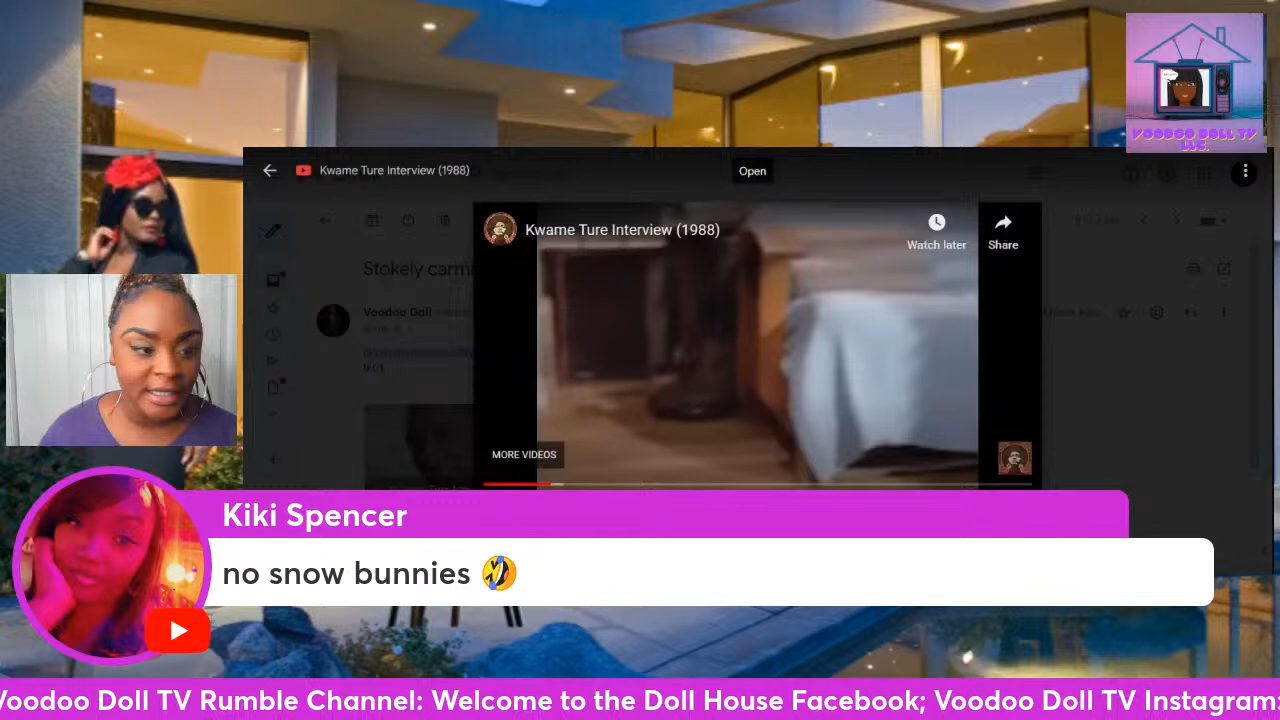 VOODOO DOLL TV
LLC.
Kwame Ture Interview (1988)
Open
Kwame Ture Interview (1988)
Watch later
Share
Stokely carm
Voodoo Doll
MORE VIDEOS
Kiki Spencer
no snow bunnies 🤣
Voodoo Doll TV Rumble Channel: Welcome to the Doll House Facebook; Voodoo Doll TV Instagram: